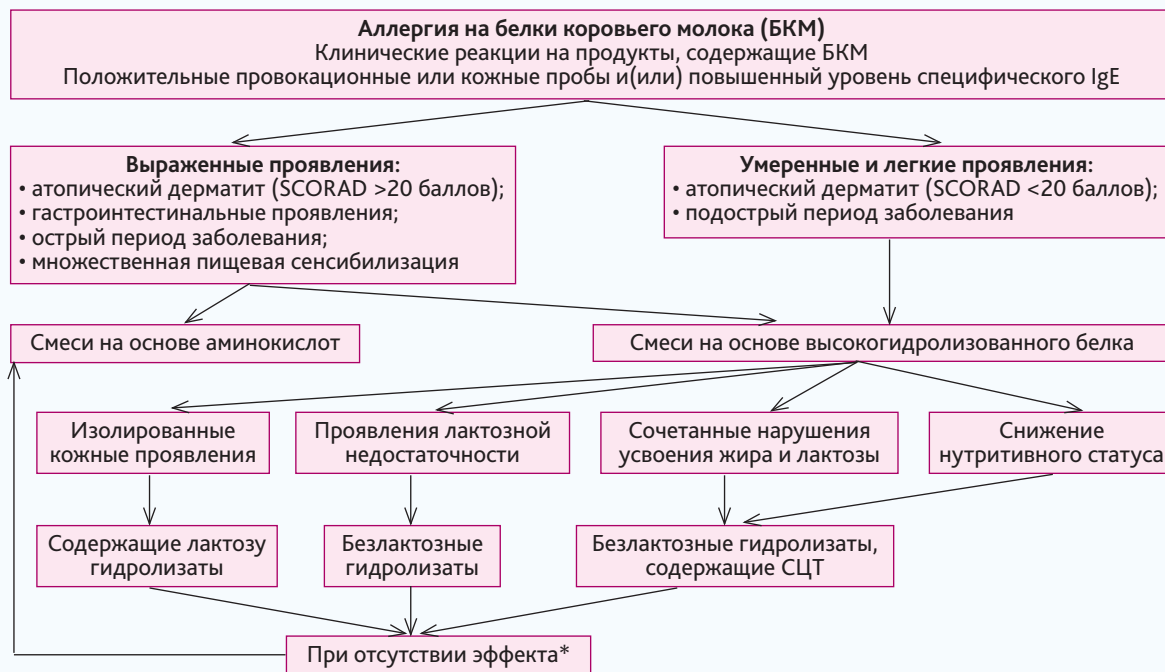 Аллергия на белки коровьего молока (БКМ)
Клинические реакции на продукты, содержащие БКМ
Положительные провокационные или кожные пробы и(или) повышенный уровень специфического IgE
Выраженные проявления:
• атопический дерматит (SCORAD >20 баллов);
• гастроинтестинальные проявления;
• острый период заболевания;
• множественная пищевая сенсибилизация
Умеренные и легкие проявления:
• атопический дерматит (SCORAD <20 баллов);
• подострый период заболевания
Смеси на основе аминокислот
Смеси на основе высокогидролизованного белка
Изолированные
кожные проявления
Проявления лактозной
недостаточности
Сочетанные нарушения
усвоения жира и лактозы
Снижение
нутритивного статуса
Содержащие лактозу
гидролизаты
Безлактозные
гидролизаты
Безлактозные гидролизаты,
содержащие СЦТ
При отсутствии эффекта*